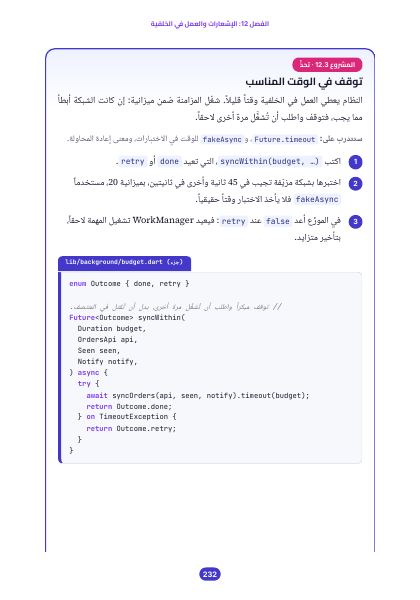 الفصل 12: الإشعارات والعمل في الخلفية
المشروع 12.3 · تحدٍّ
توقف في الوقت المناسب
النظام يعطي العمل في الخلفية وقتاً قليلاً. شغّل المزامنة ضمن ميزانية: إن كانت الشبكة أبطأ
مما يجب، فتوقف واطلب أن تُشغَّل مرة أخرى لاحقاً.
ستتدرب على: Future.timeout، و fakeAsync للوقت في الاختبارات، ومعنى إعادة المحاولة.
1 اكتب syncWithin(budget, …)، التي تعيد done أو retry.
2 اختبرها بشبكة مزيّفة تجيب في 45 ثانية وأخرى في ثانيتين، بميزانية 20، مستخدماً
fakeAsync فلا يأخذ الاختبار وقتاً حقيقياً.
3 في الموزّع أعد false عند retry: فيعيد WorkManager تشغيل المهمة لاحقاً،
بتأخير متزايد.
lib/background/budget.dart (جزء)
enum Outcome { done, retry }
// توقف مبكراً واطلب أن تُشغَّل مرة أخرى، بدل أن تُقتل في المنتصف.
Future<Outcome> syncWithin(
Duration budget,
OrdersApi api,
Seen seen,
Notify notify,
) async {
try {
await syncOrders(api, seen, notify).timeout(budget);
return Outcome.done;
} on TimeoutException {
return Outcome.retry;
}
}
232